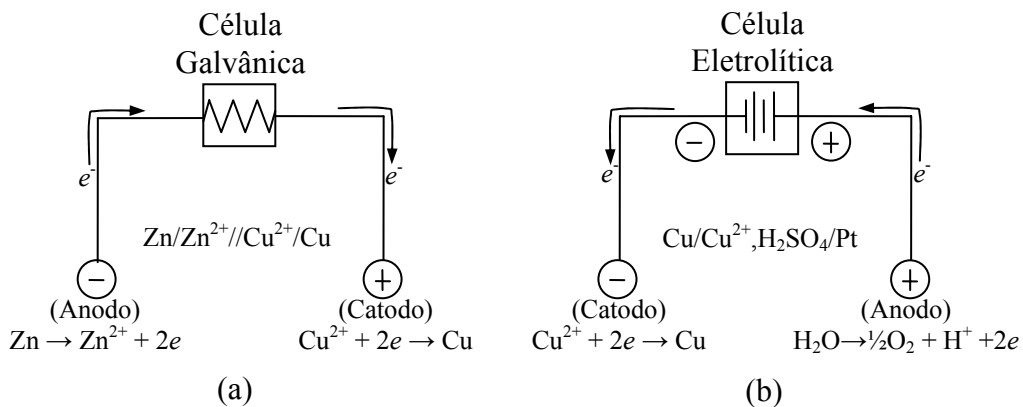 Célula
Galvânica
e-
e-
Zn/Zn2+//Cu2+/Cu
−
+
(Anodo)
(Catodo)
Zn → Zn2+ + 2e
Cu2+ + 2e → Cu
(a)
Célula
Eletrolítica
−
+
e-
e-
Cu/Cu2+,H2SO4/Pt
−
+
(Catodo)
(Anodo)
Cu2+ + 2e → Cu
H2O→½O2 + H+ +2e
(b)